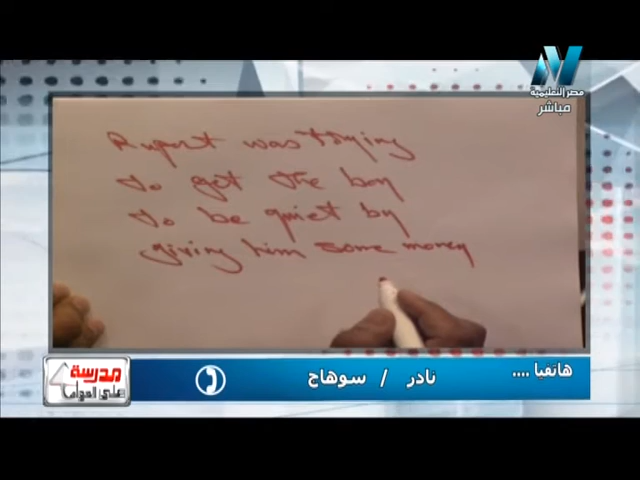 مصر التعليمية
مباشر
Rupert was trying
to get the boy
to be quiet by
giving him some money
هاتفيا ....
نادر / سوهاج
مدرسة
على الهواء